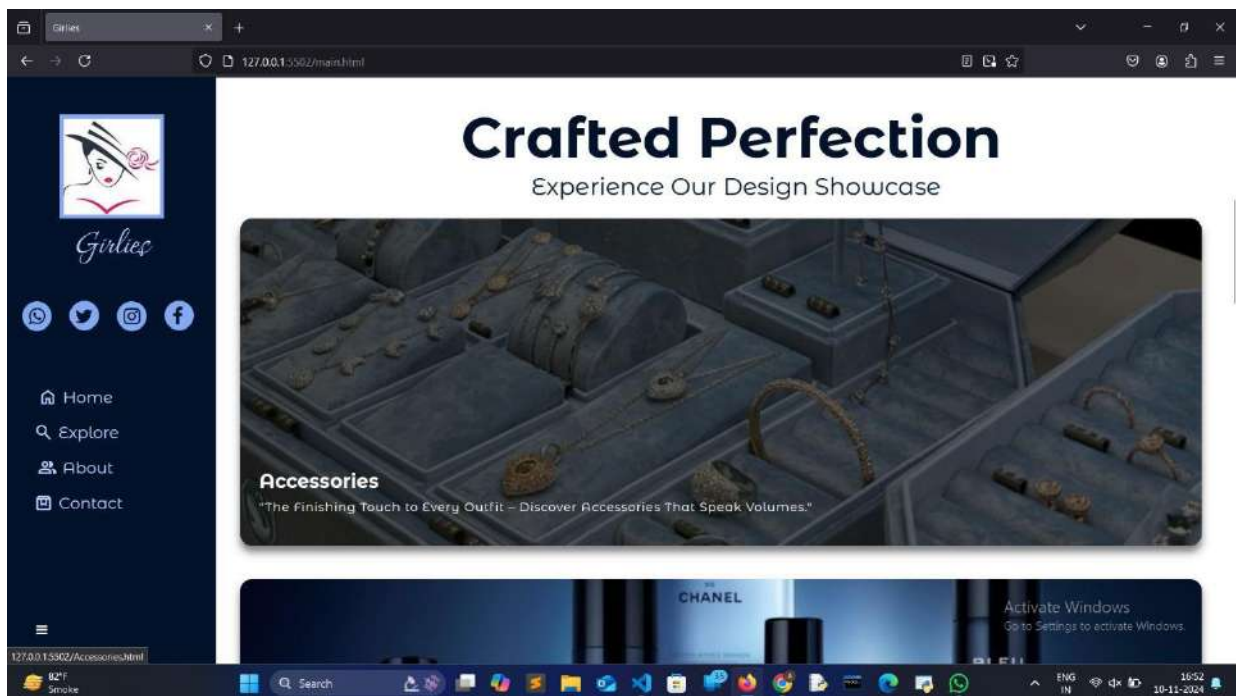 Girlies
127.0.0.1:5502/main.html
Girlies
Home
Explore
About
Contact
Crafted Perfection
Experience Our Design Showcase
Accessories
"The Finishing Touch to Every Outfit – Discover Accessories That Speak Volumes."
CHANEL
Activate Windows
Go to Settings to activate Windows.
127.0.0.1:5502/Accessories.html
82°F
Smoke
Search
ENG
IN
16:52
10-11-2024